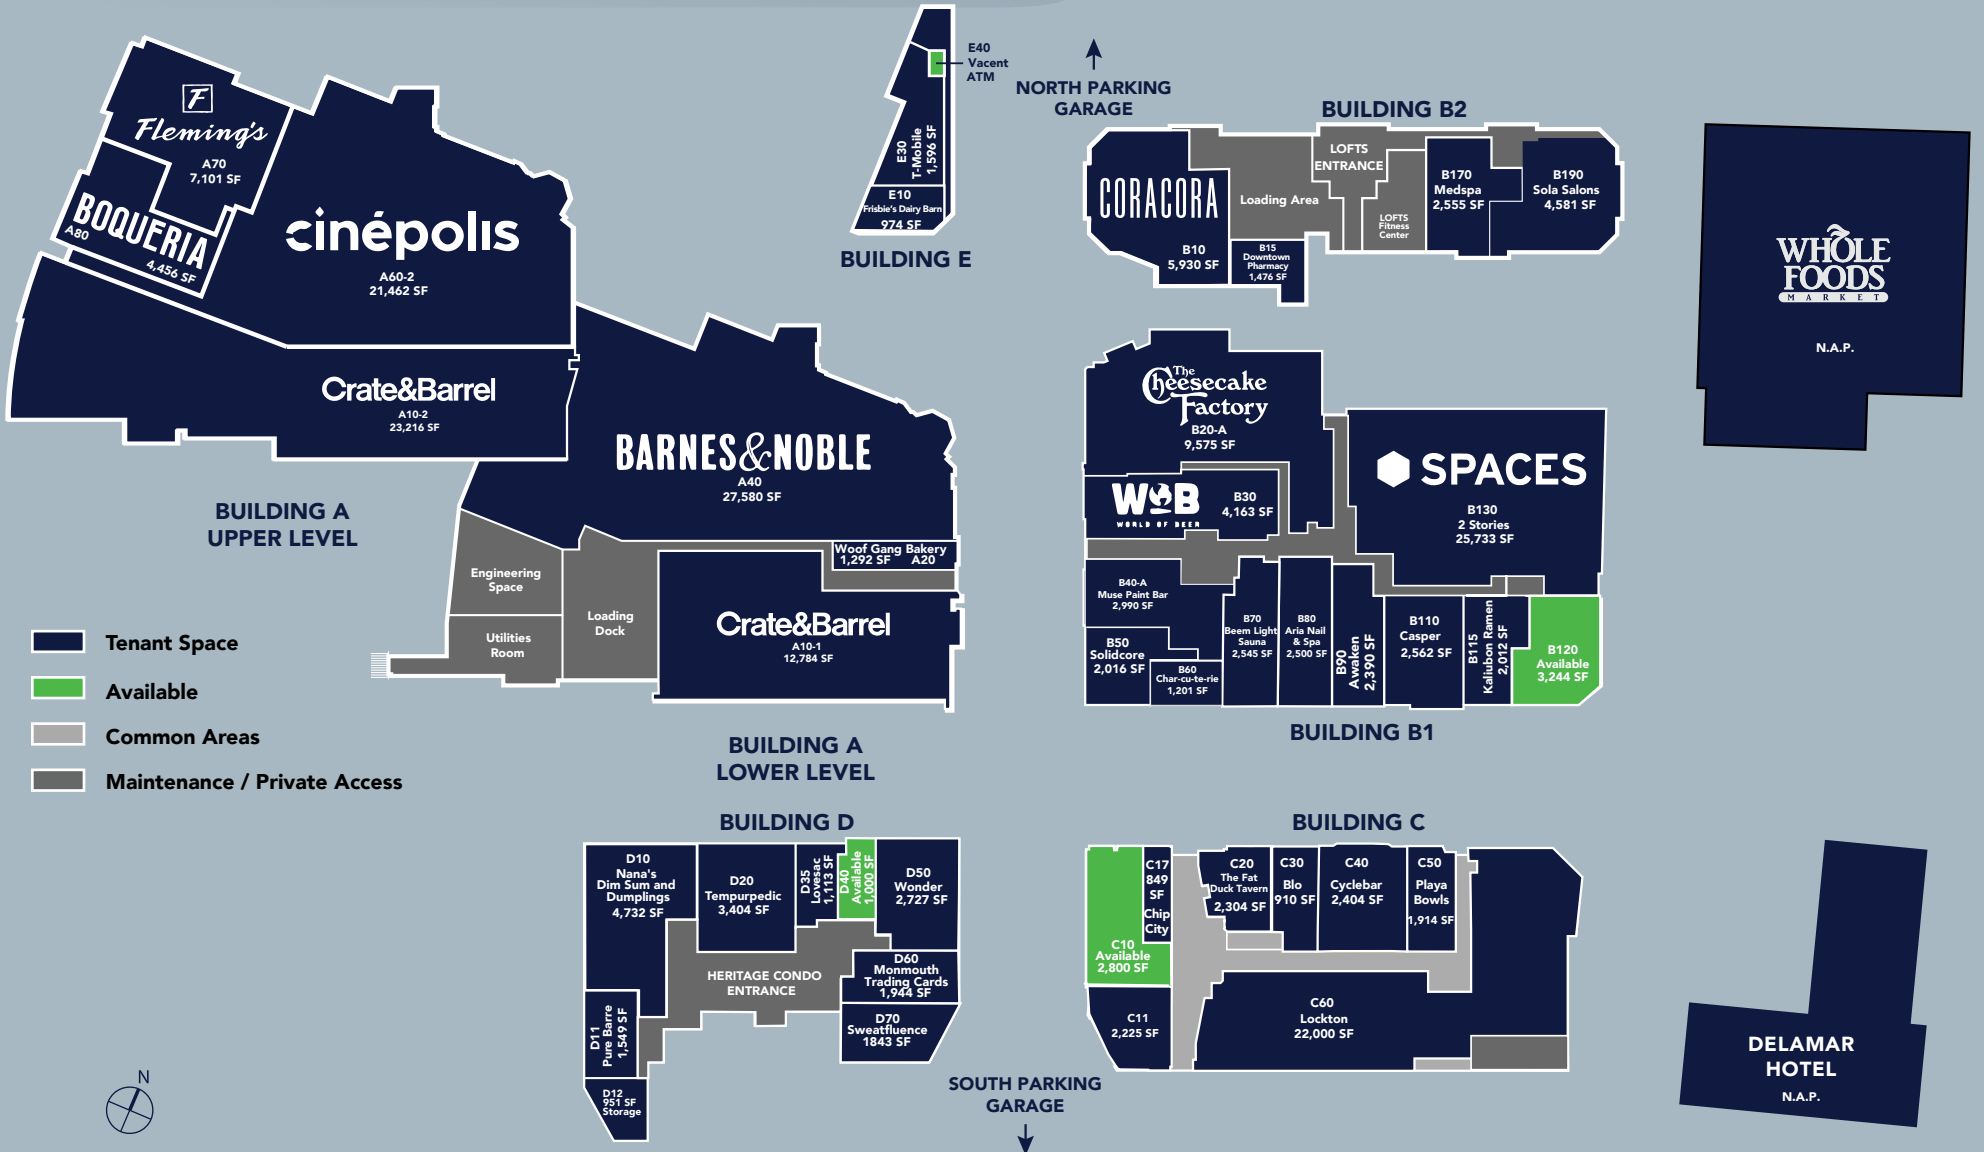 F
Fleming's
A70
7,101 SF
BOQUERIA
A80
4,456 SF
cinépolis
A60-2
21,462 SF
Crate&Barrel
A10-2
23,216 SF
BUILDING A
UPPER LEVEL
BARNES&NOBLE
A40
27,580 SF
Woof Gang Bakery
1,292 SF A20
Engineering
Space
Utilities
Room
Loading
Dock
Crate&Barrel
A10-1
12,784 SF
BUILDING A
LOWER LEVEL
E40
Vacent
ATM
E30
T-Mobile
1,596 SF
E10
Frisbie's Dairy Barn
974 SF
BUILDING E
NORTH PARKING
GARAGE
BUILDING B2
CORACORA
B10
5,930 SF
Loading Area
LOFTS
ENTRANCE
LOFTS
Fitness
Center
B15
Downtown
Pharmacy
1,476 SF
B170
Medspa
2,555 SF
B190
Sola Salons
4,581 SF
WHOLE
FOODS
MARKET
N.A.P.
The
Cheesecake
Factory
B20-A
9,575 SF
WOB
WORLD OF BEER
B30
4,163 SF
SPACES
B130
2 Stories
25,733 SF
B40-A
Muse Paint Bar
2,990 SF
B50
Solidcore
2,016 SF
B60
Char-cu-te-rie
1,201 SF
B70
Beem Light
Sauna
2,545 SF
B80
Aria Nail
& Spa
2,500 SF
B90
Awaken
2,390 SF
B110
Casper
2,562 SF
B115
Kaliubon Ramen
2,012 SF
B120
Available
3,244 SF
BUILDING B1
Tenant Space
Available
Common Areas
Maintenance / Private Access
BUILDING D
D10
Nana's
Dim Sum and
Dumplings
4,732 SF
D20
Tempurpedic
3,404 SF
D35
Lovesac
1,113 SF
D40
Available
1,000 SF
D50
Wonder
2,727 SF
HERITAGE CONDO
ENTRANCE
D60
Monmouth
Trading Cards
1,944 SF
D70
Sweatfluence
1843 SF
D11
Pure Barre
1,549 SF
D12
951 SF
Storage
SOUTH PARKING
GARAGE
BUILDING C
C10
Available
2,800 SF
C17
849
SF
Chip
City
C20
The Fat
Duck Tavern
2,304 SF
C30
Blo
910 SF
C40
Cyclebar
2,404 SF
C50
Playa
Bowls
1,914 SF
C11
2,225 SF
C60
Lockton
22,000 SF
DELAMAR
HOTEL
N.A.P.
N